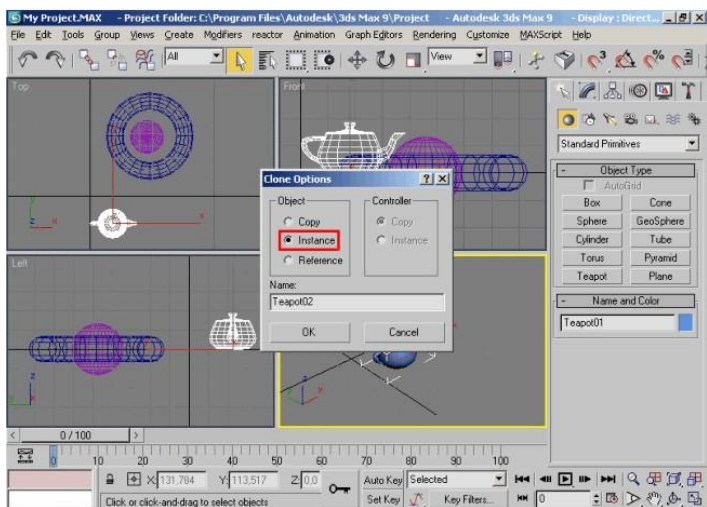 My Project.MAX - Project Folder: C:\Program Files\Autodesk\3ds Max 9\Project - Autodesk 3ds Max 9 - Display : Direct...
File Edit Tools Group Views Create Modifiers reactor Animation Graph Editors Rendering Customize MAXScript Help
All View
Top Front
Standard Primitives
Clone Options
Object Controller
Copy Copy
Instance Instance
Reference
Name:
Teapot02
OK Cancel
Object Type
AutoGrid
Box Cone
Sphere GeoSphere
Cylinder Tube
Torus Pyramid
Teapot Plane
Name and Color
Teapot01
Left
0 / 100
0 10 20 30 40 50 60 70 80 90 100
X: 131,784 Y: 113,517 Z: 0,0 Auto Key Selected
Click or click-and-drag to select objects Set Key Key Filters... 0